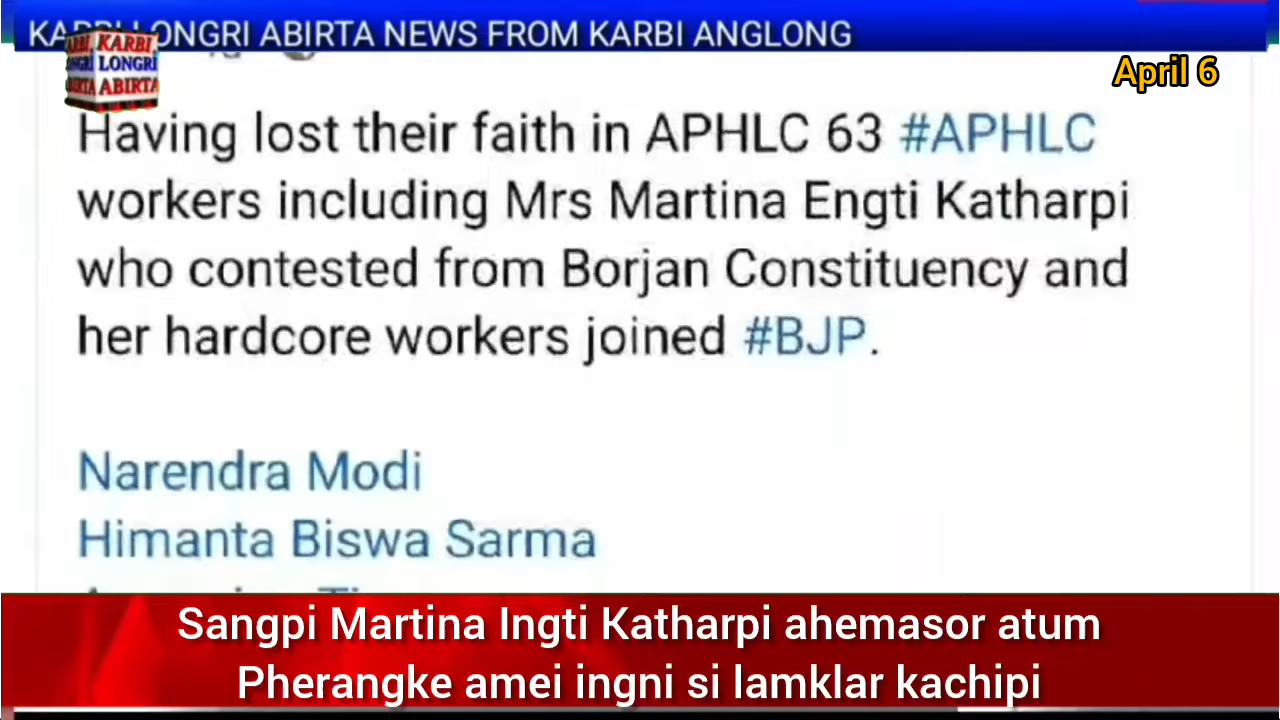 KARBI LONGRI ABIRTA NEWS FROM KARBI ANGLONG
KARBI
LONGRI
ABIRTA
April 6
Having lost their faith in APHLC 63 #APHLC
workers including Mrs Martina Engti Katharpi
who contested from Borjan Constituency and
her hardcore workers joined #BJP.
Narendra Modi
Himanta Biswa Sarma
Sangpi Martina Ingti Katharpi ahemasor atum
Pherangke amei ingni si lamklar kachipi